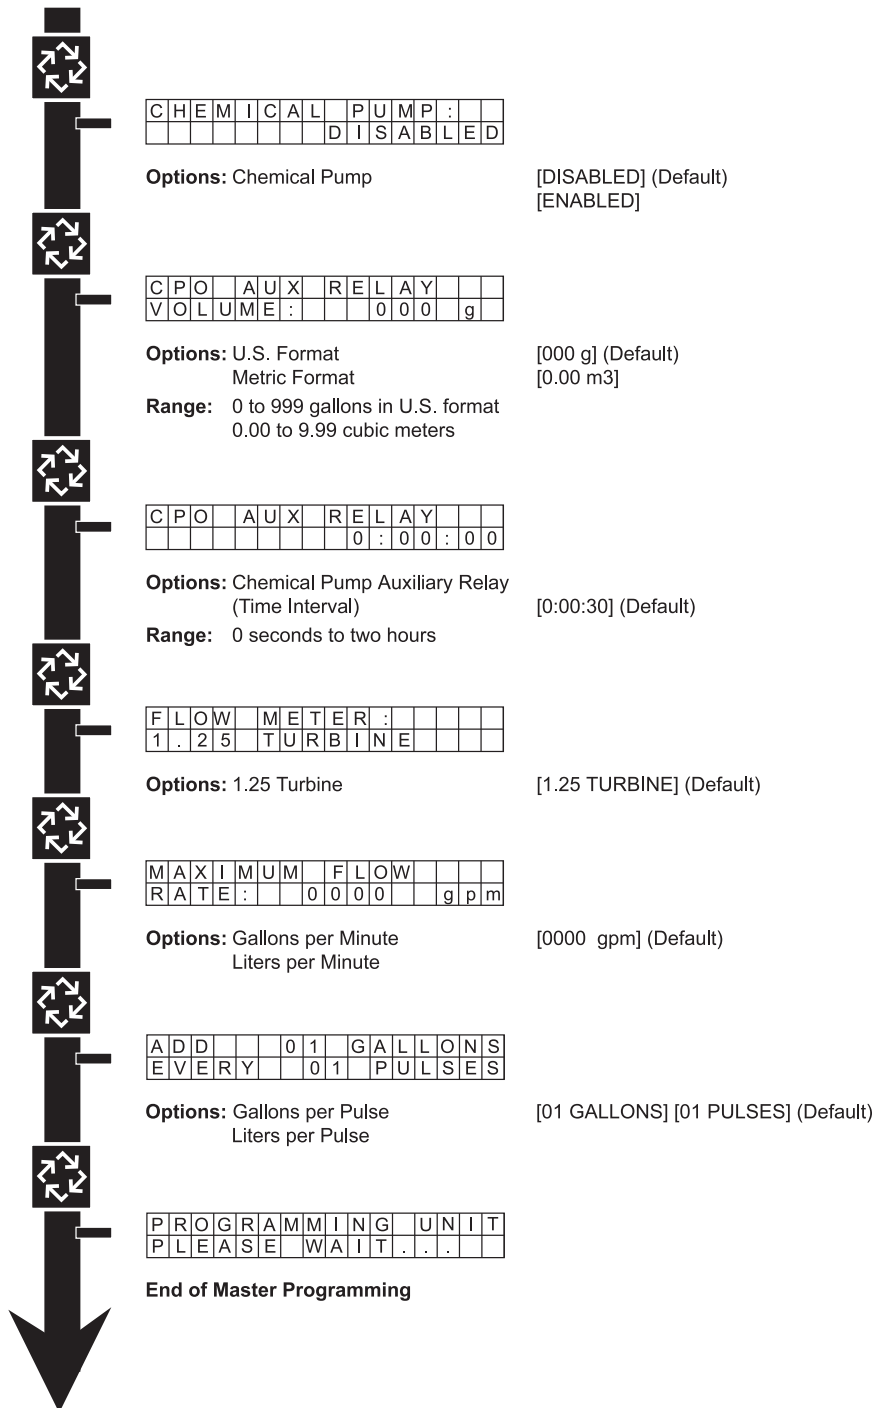 CHEMICAL PUMP:
DISABLED
Options: Chemical Pump [DISABLED] (Default)
[ENABLED]
CPO AUX RELAY
VOLUME: 000 g
Options: U.S. Format [000 g] (Default)
Metric Format [0.00 m3]
Range: 0 to 999 gallons in U.S. format
0.00 to 9.99 cubic meters
CPO AUX RELAY
0:00:00
Options: Chemical Pump Auxiliary Relay
(Time Interval) [0:00:30] (Default)
Range: 0 seconds to two hours
FLOW METER:
1.25 TURBINE
Options: 1.25 Turbine [1.25 TURBINE] (Default)
MAXIMUM FLOW
RATE: 0000 gpm
Options: Gallons per Minute [0000 gpm] (Default)
Liters per Minute
ADD 01 GALLONS
EVERY 01 PULSES
Options: Gallons per Pulse [01 GALLONS] [01 PULSES] (Default)
Liters per Pulse
PROGRAMMING UNIT
PLEASE WAIT...
End of Master Programming